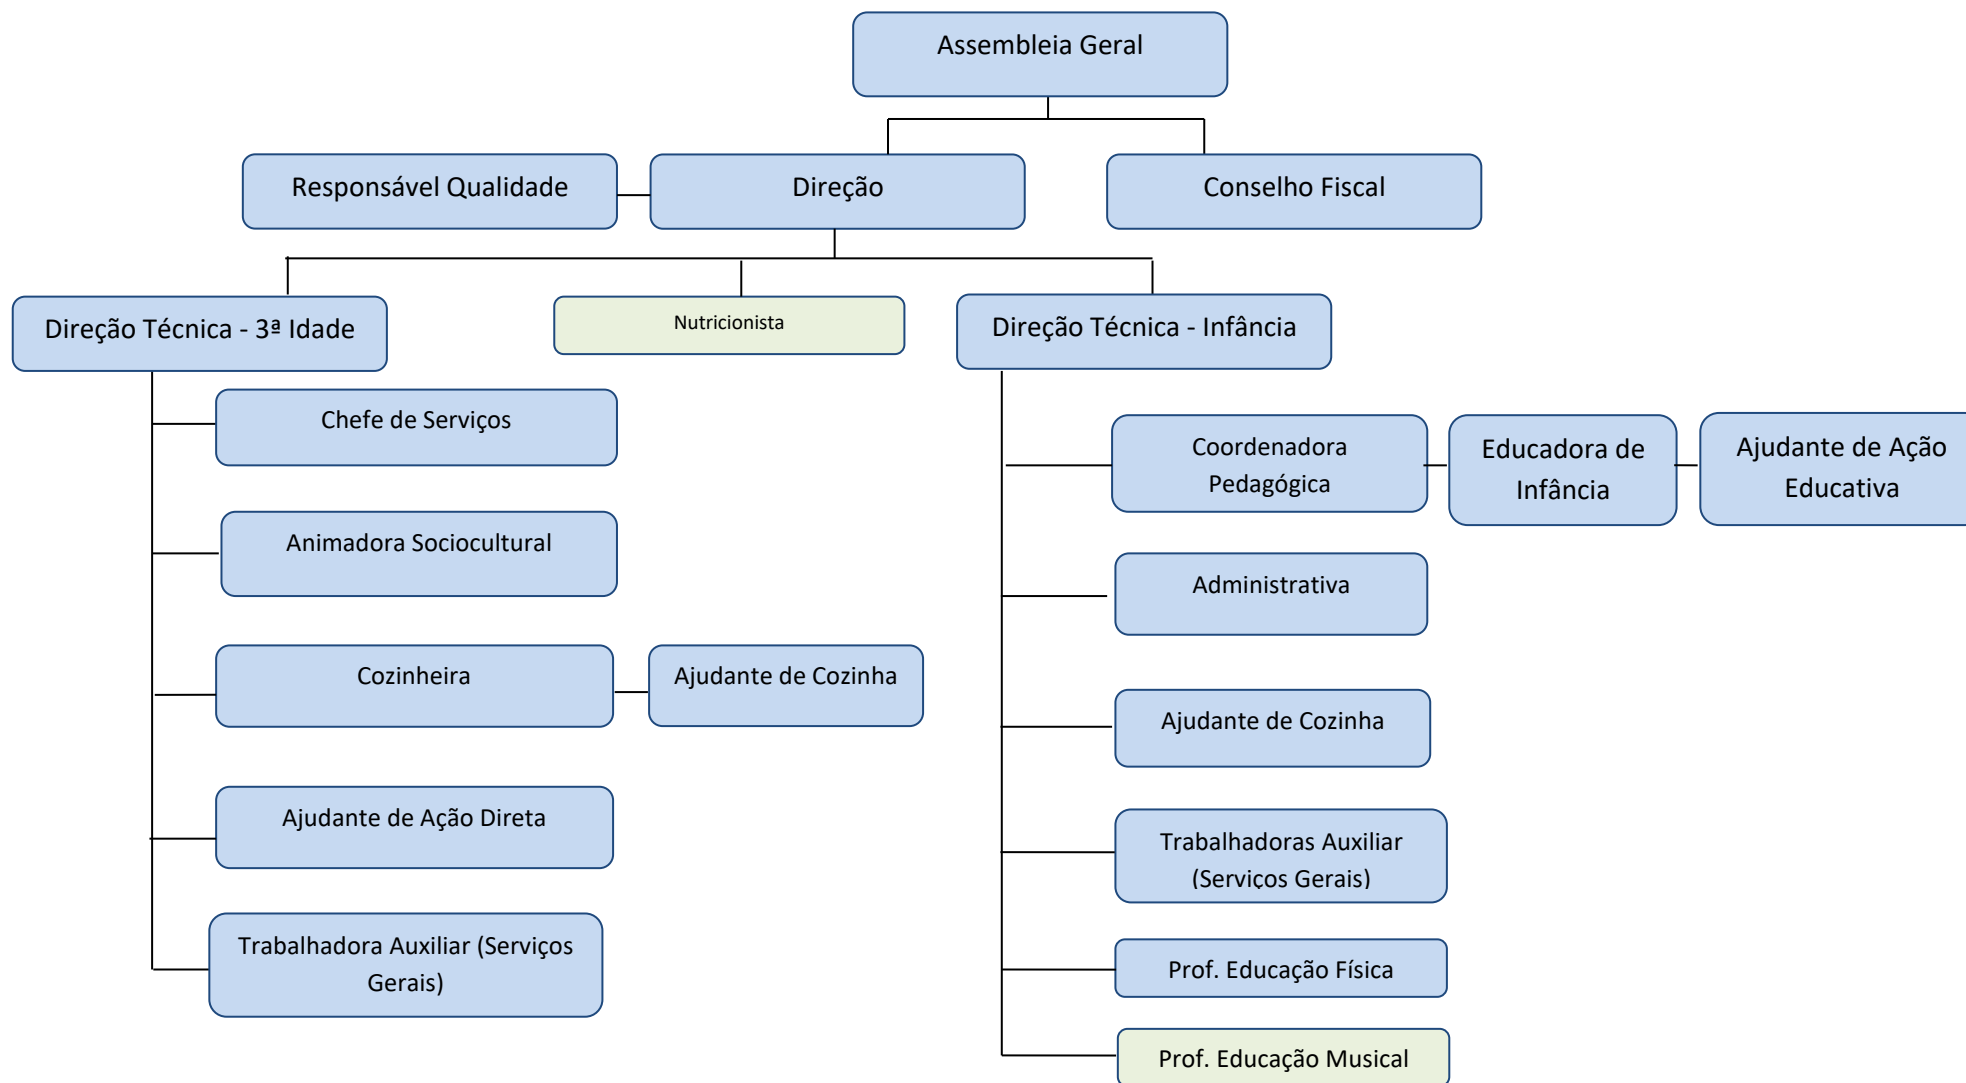 Assembleia Geral
Responsável Qualidade
Direção
Conselho Fiscal
Direção Técnica - 3ª Idade
Nutricionista
Direção Técnica - Infância
Chefe de Serviços
Animadora Sociocultural
Cozinheira
Ajudante de Cozinha
Ajudante de Ação Direta
Trabalhadora Auxiliar (Serviços
Gerais)
Coordenadora
Pedagógica
Educadora de
Infância
Ajudante de Ação
Educativa
Administrativa
Ajudante de Cozinha
Trabalhadoras Auxiliar
(Serviços Gerais)
Prof. Educação Física
Prof. Educação Musical